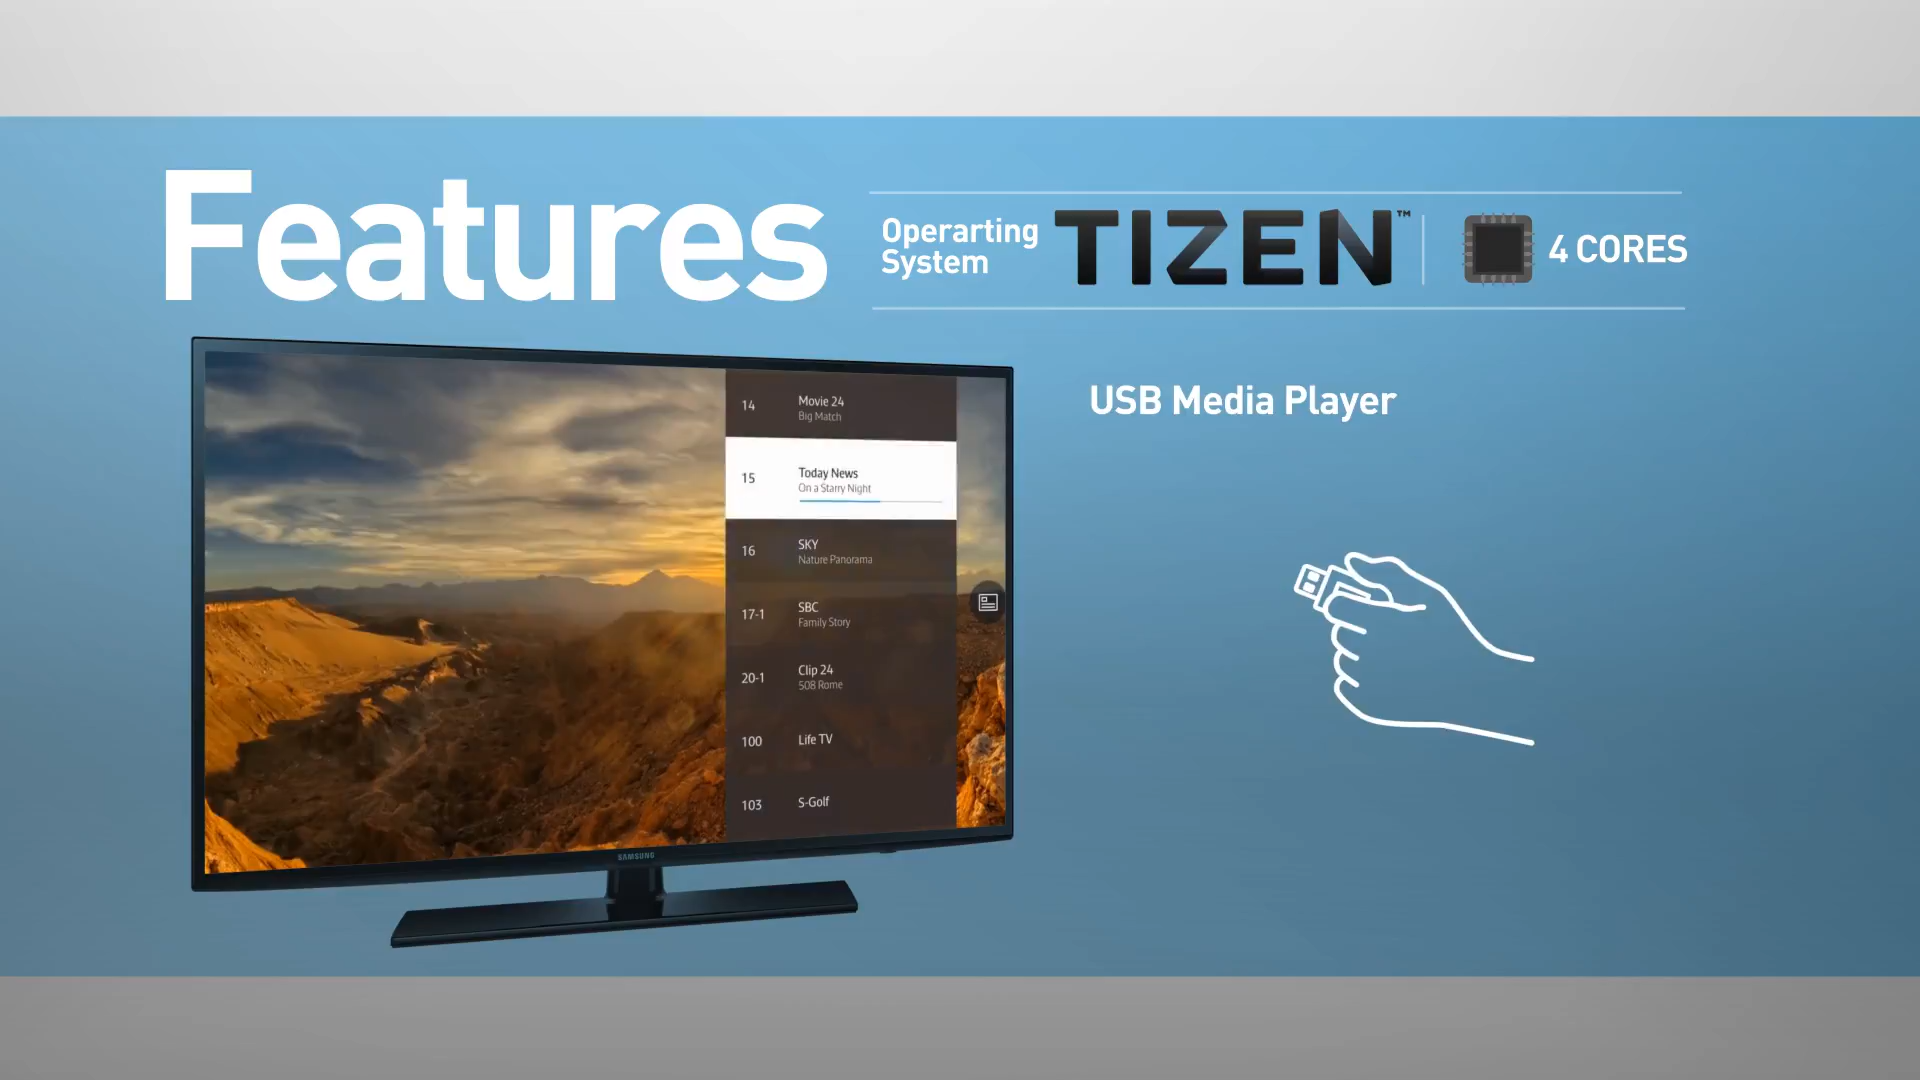 Features
Operarting
System
TIZEN™
4 CORES
USB Media Player
14 Movie 24
Big Match
15 Today News
On a Starry Night
16 SKY
Nature Panorama
17-1 SBC
Family Story
20-1 Clip 24
508 Rome
100 Life TV
103 S-Golf
SAMSUNG